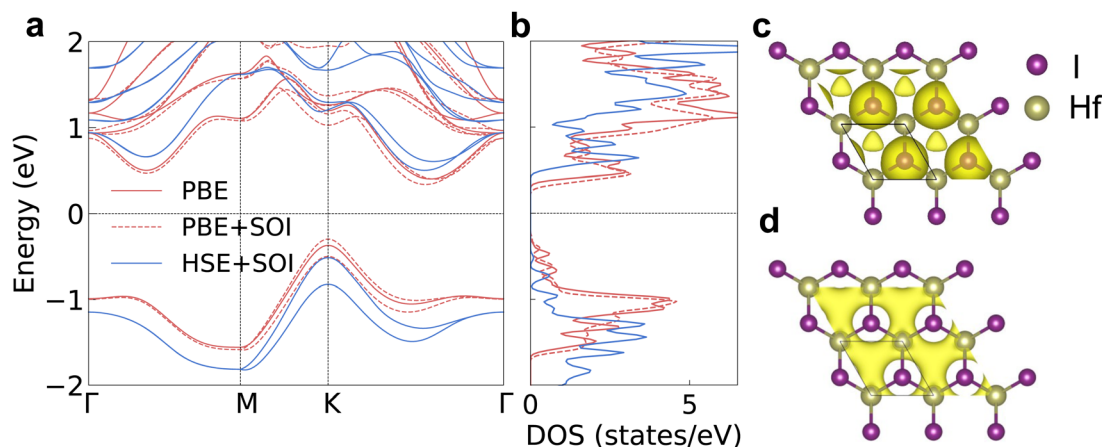 a
b
c
d
2
1
0
−1
−2
Energy (eV)
PBE
PBE+SOI
HSE+SOI
Γ
M
K
Γ
0
5
DOS (states/eV)
I
Hf